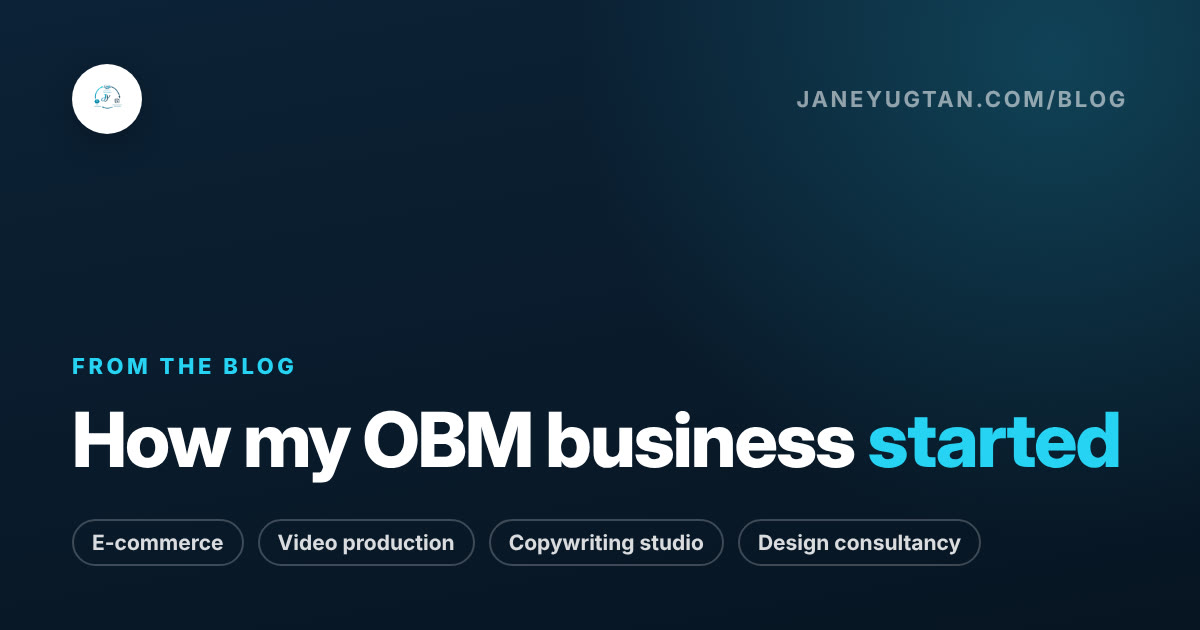 JANEYUGTAN.COM/BLOG
FROM THE BLOG
How my OBM business started
E-commerce
Video production
Copywriting studio
Design consultancy